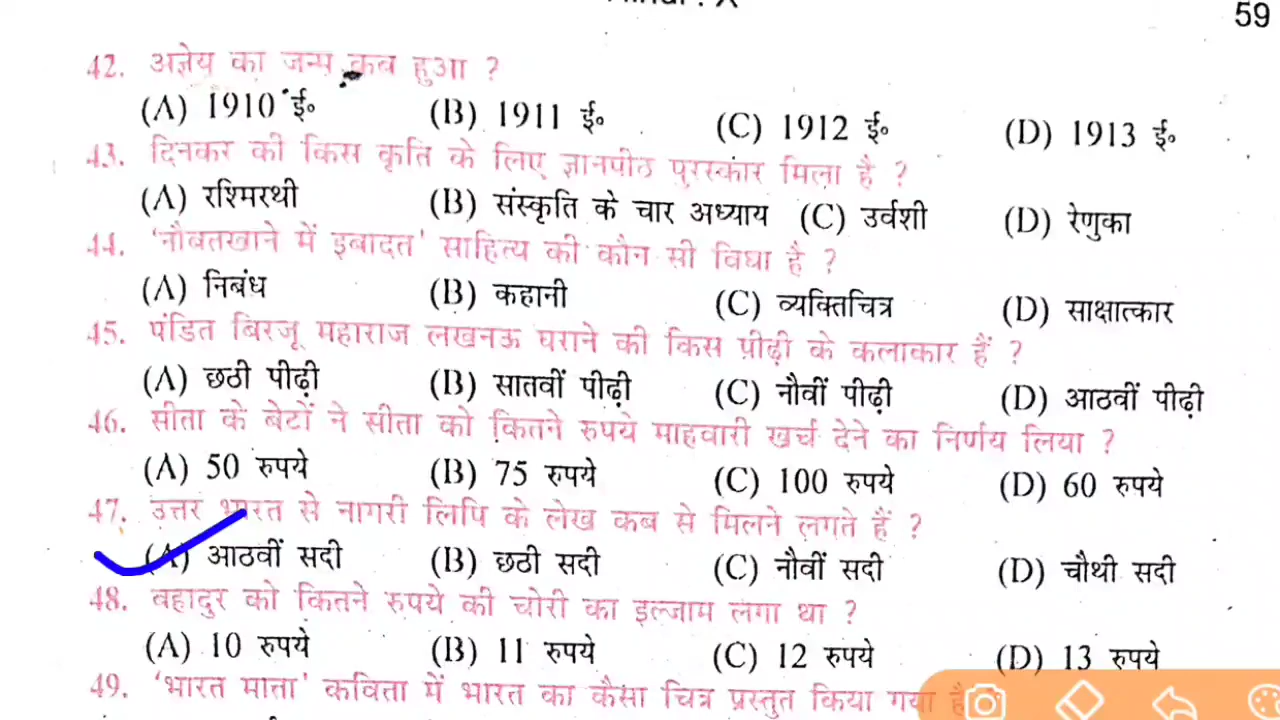 59
42. अज्ञेय का जन्म कब हुआ ?
(A) 1910 ई॰ (B) 1911 ई॰ (C) 1912 ई॰ (D) 1913 ई॰
43. दिनकर की किस कृति के लिए ज्ञानपीठ पुरस्कार मिला है ?
(A) रश्मिरथी (B) संस्कृति के चार अध्याय (C) उर्वशी (D) रेणुका
44. 'नौबतखाने में इबादत' साहित्य की कौन सी विधा है ?
(A) निबंध (B) कहानी (C) व्यक्तिचित्र (D) साक्षात्कार
45. पंडित बिरजू महाराज लखनऊ घराने की किस पीढ़ी के कलाकार हैं ?
(A) छठी पीढ़ी (B) सातवीं पीढ़ी (C) नौवीं पीढ़ी (D) आठवीं पीढ़ी
46. सीता के बेटों ने सीता को कितने रुपये माहवारी खर्च देने का निर्णय लिया ?
(A) 50 रुपये (B) 75 रुपये (C) 100 रुपये (D) 60 रुपये
47. उत्तर भारत से नागरी लिपि के लेख कब से मिलने लगते हैं ?
(A) आठवीं सदी (B) छठी सदी (C) नौवीं सदी (D) चौथी सदी
48. बहादुर को कितने रुपये की चोरी का इल्जाम लगा था ?
(A) 10 रुपये (B) 11 रुपये (C) 12 रुपये (D) 13 रुपये
49. 'भारत माता' कविता में भारत का कैसा चित्र प्रस्तुत किया गया है